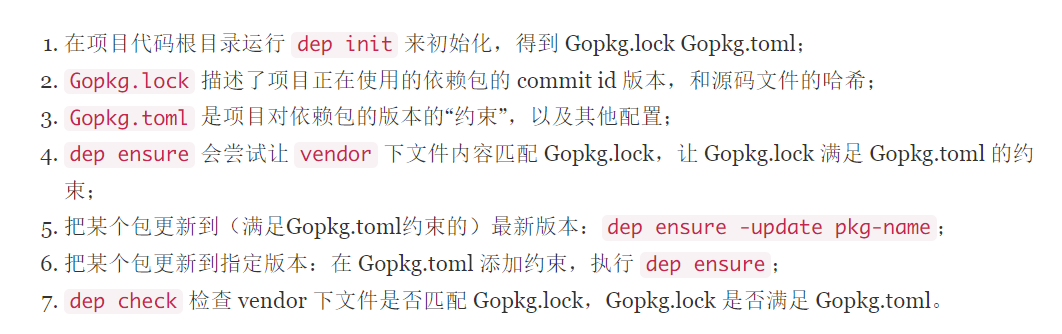 1. 在项目代码根目录运行 dep init 来初始化，得到 Gopkg.lock Gopkg.toml；
2. Gopkg.lock 描述了项目正在使用的依赖包的 commit id 版本，和源码文件的哈希；
3. Gopkg.toml 是项目对依赖包的版本的“约束”，以及其他配置；
4. dep ensure 会尝试让 vendor 下文件内容匹配 Gopkg.lock，让 Gopkg.lock 满足 Gopkg.toml 的约
束；
5. 把某个包更新到（满足Gopkg.toml约束的）最新版本：dep ensure -update pkg-name；
6. 把某个包更新到指定版本：在 Gopkg.toml 添加约束，执行 dep ensure；
7. dep check 检查 vendor 下文件是否匹配 Gopkg.lock，Gopkg.lock 是否满足 Gopkg.toml。